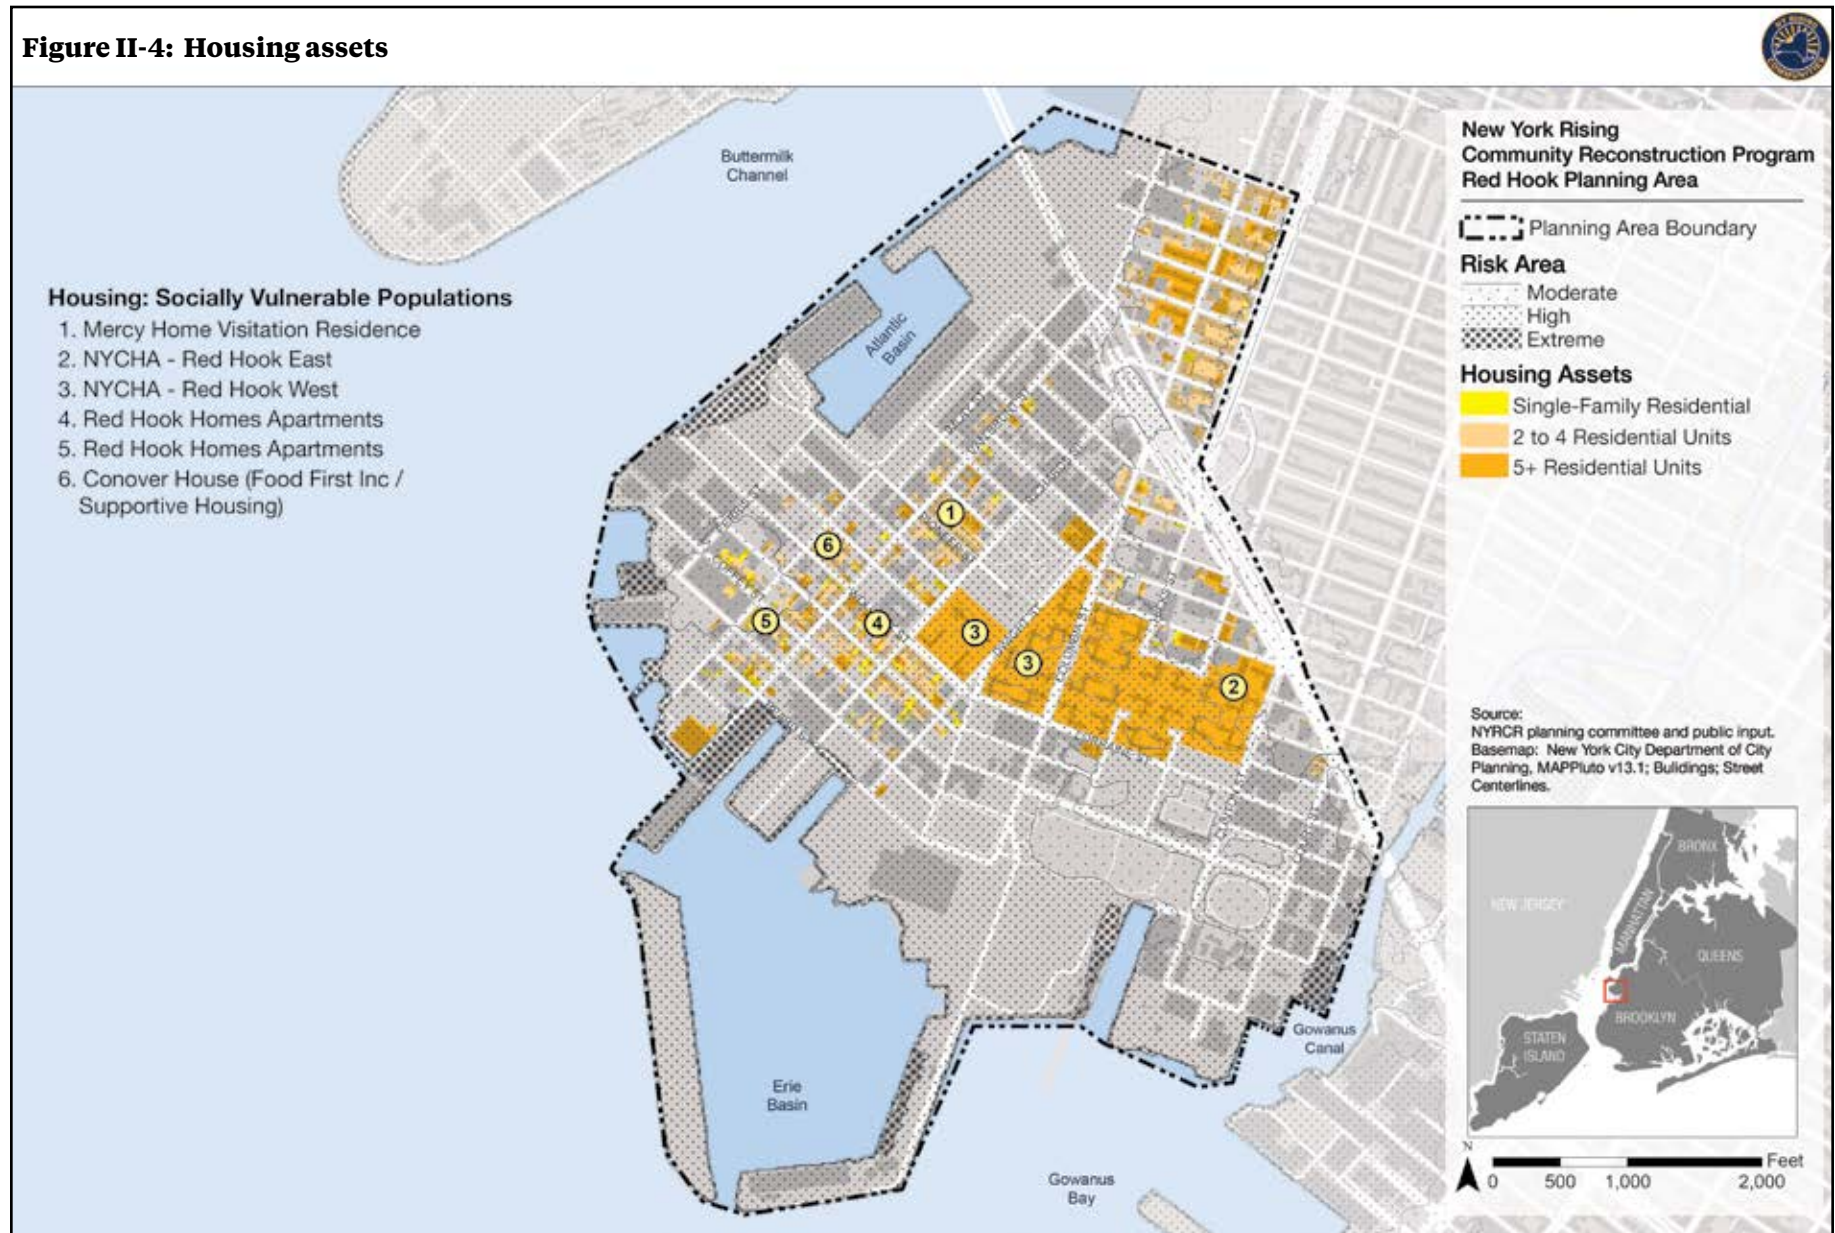 Figure II-4: Housing assets
NY RISING
COMMUNITIES
Buttermilk
Channel
Atlantic
Basin
Housing: Socially Vulnerable Populations
1. Mercy Home Visitation Residence
2. NYCHA - Red Hook East
3. NYCHA - Red Hook West
4. Red Hook Homes Apartments
5. Red Hook Homes Apartments
6. Conover House (Food First Inc /
Supportive Housing)
1
6
5
4
3
3
2
COLUMBIA ST
Erie
Basin
Gowanus
Bay
Gowanus
Canal
New York Rising
Community Reconstruction Program
Red Hook Planning Area
Planning Area Boundary
Risk Area
Moderate
High
Extreme
Housing Assets
Single-Family Residential
2 to 4 Residential Units
5+ Residential Units
Source:
NYRCR planning committee and public input.
Basemap: New York City Department of City
Planning, MAPPluto v13.1; Buildings; Street
Centerlines.
BRONX
NEW JERSEY
MANHATTAN
QUEENS
BROOKLYN
STATEN
ISLAND
N
Feet
0 500 1,000 2,000